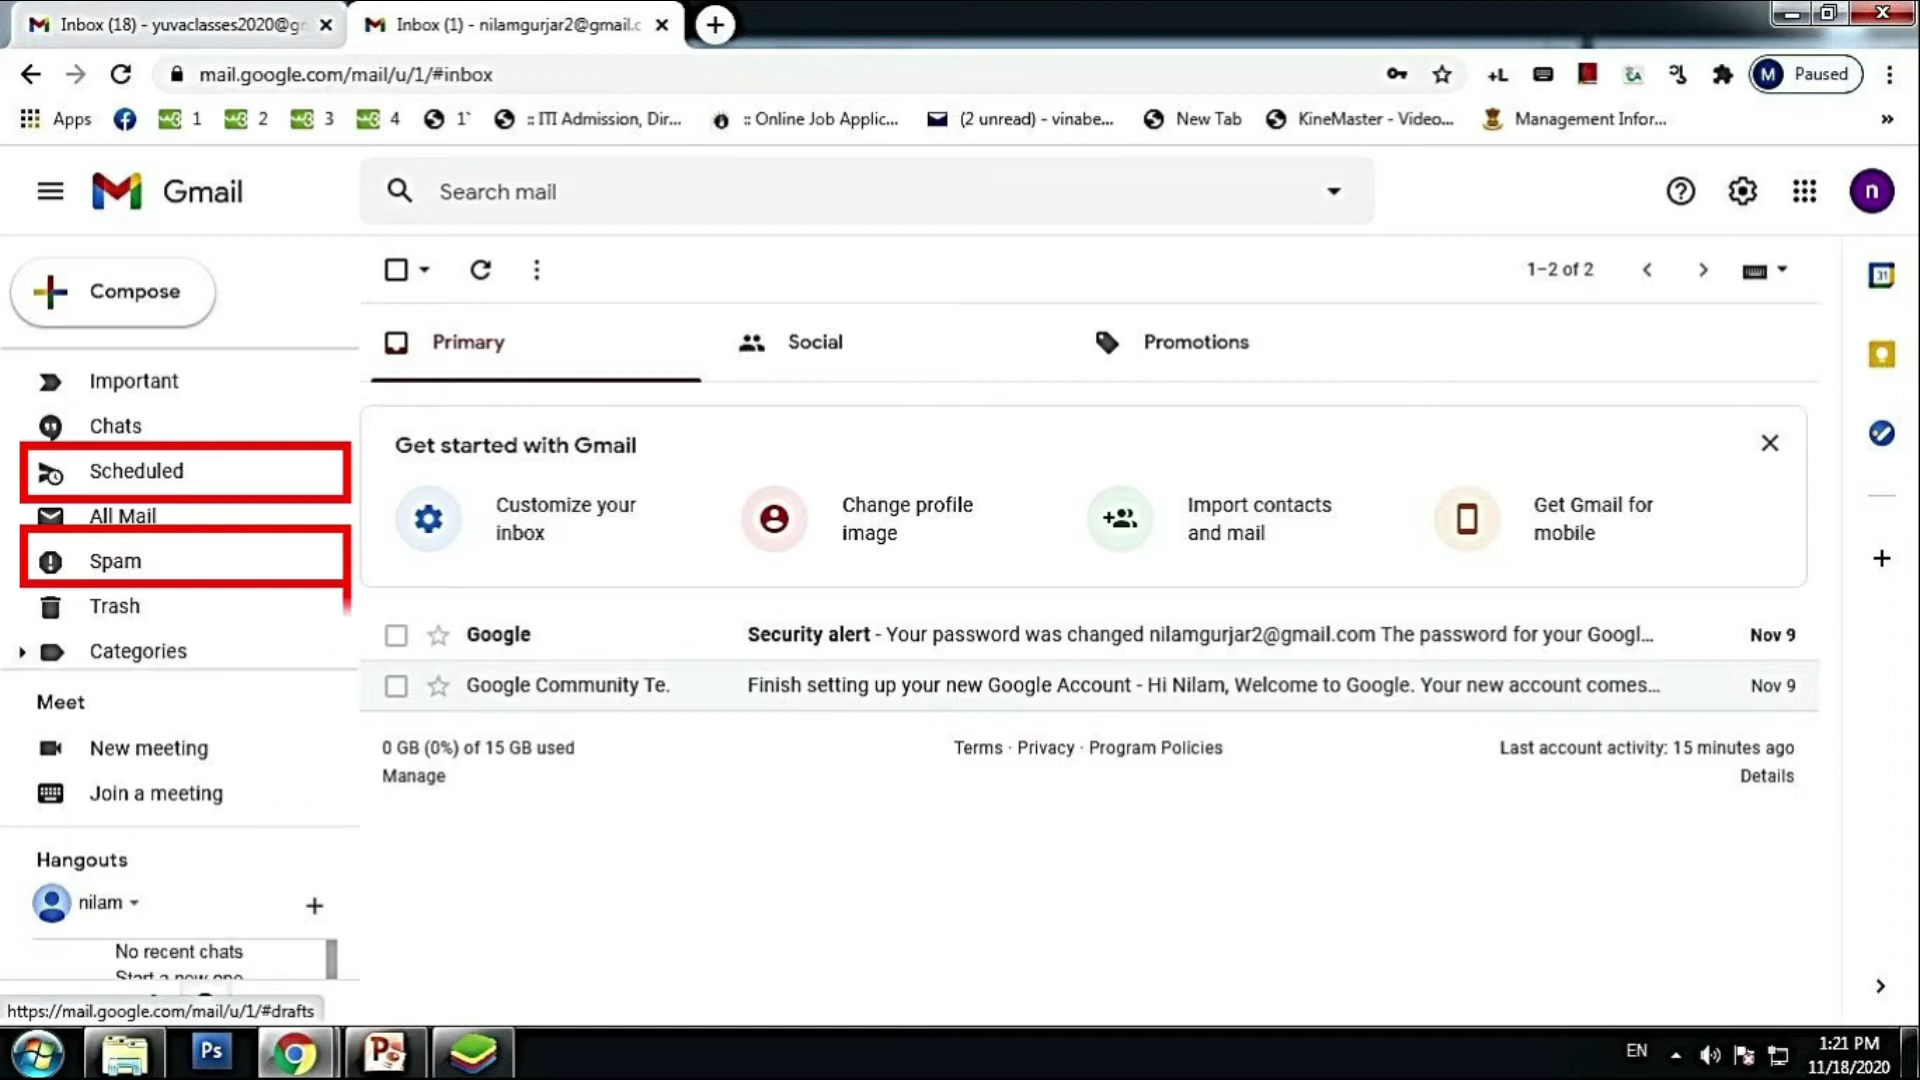 Inbox (18) - yuvaclasses2020@g
Inbox (1) - nilamgurjar2@gmail.c
mail.google.com/mail/u/1/#inbox
M Paused
Apps
1
2
3
4
1
:: ITI Admission, Dir...
:: Online Job Applic...
(2 unread) - vinabe...
New Tab
KineMaster - Video...
Management Infor...
»
Gmail
Search mail
n
Compose
1–2 of 2
31
Primary
Social
Promotions
Important
Chats
Scheduled
All Mail
Spam
Trash
Categories
Get started with Gmail
Customize your
inbox
Change profile
image
Import contacts
and mail
Get Gmail for
mobile
Google
Security alert - Your password was changed nilamgurjar2@gmail.com The password for your Googl...
Nov 9
Google Community Te.
Finish setting up your new Google Account - Hi Nilam, Welcome to Google. Your new account comes...
Nov 9
0 GB (0%) of 15 GB used
Manage
Terms · Privacy · Program Policies
Last account activity: 15 minutes ago
Details
Meet
New meeting
Join a meeting
Hangouts
nilam
No recent chats
Start a new one
https://mail.google.com/mail/u/1/#drafts
Ps
P
EN
1:21 PM
11/18/2020